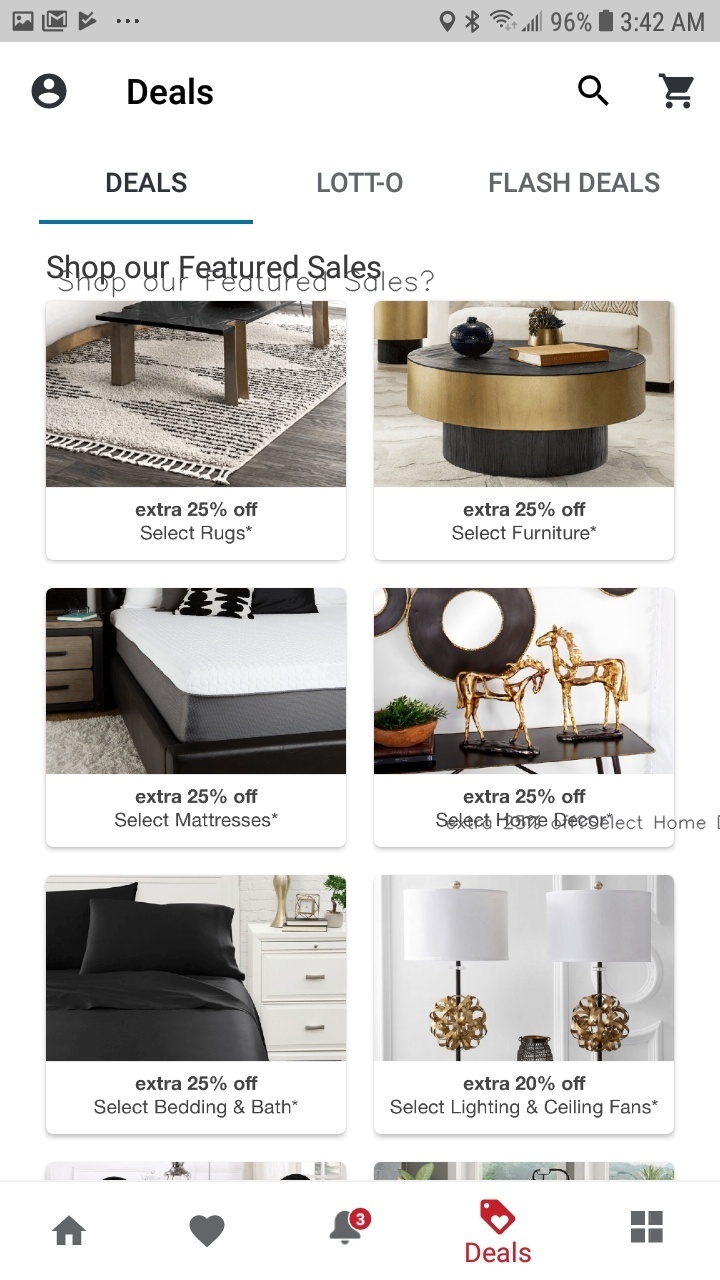 96% 3:42 AM
Deals
DEALS LOTT-O FLASH DEALS
Shop our Featured Sales
Shop our Featured Sales?
extra 25% off
Select Rugs*
extra 25% off
Select Furniture*
extra 25% off
Select Mattresses*
extra 25% off
Select Home Decor*
extra 25% off Select Home D
extra 25% off
Select Bedding & Bath*
extra 20% off
Select Lighting & Ceiling Fans*
3
Deals